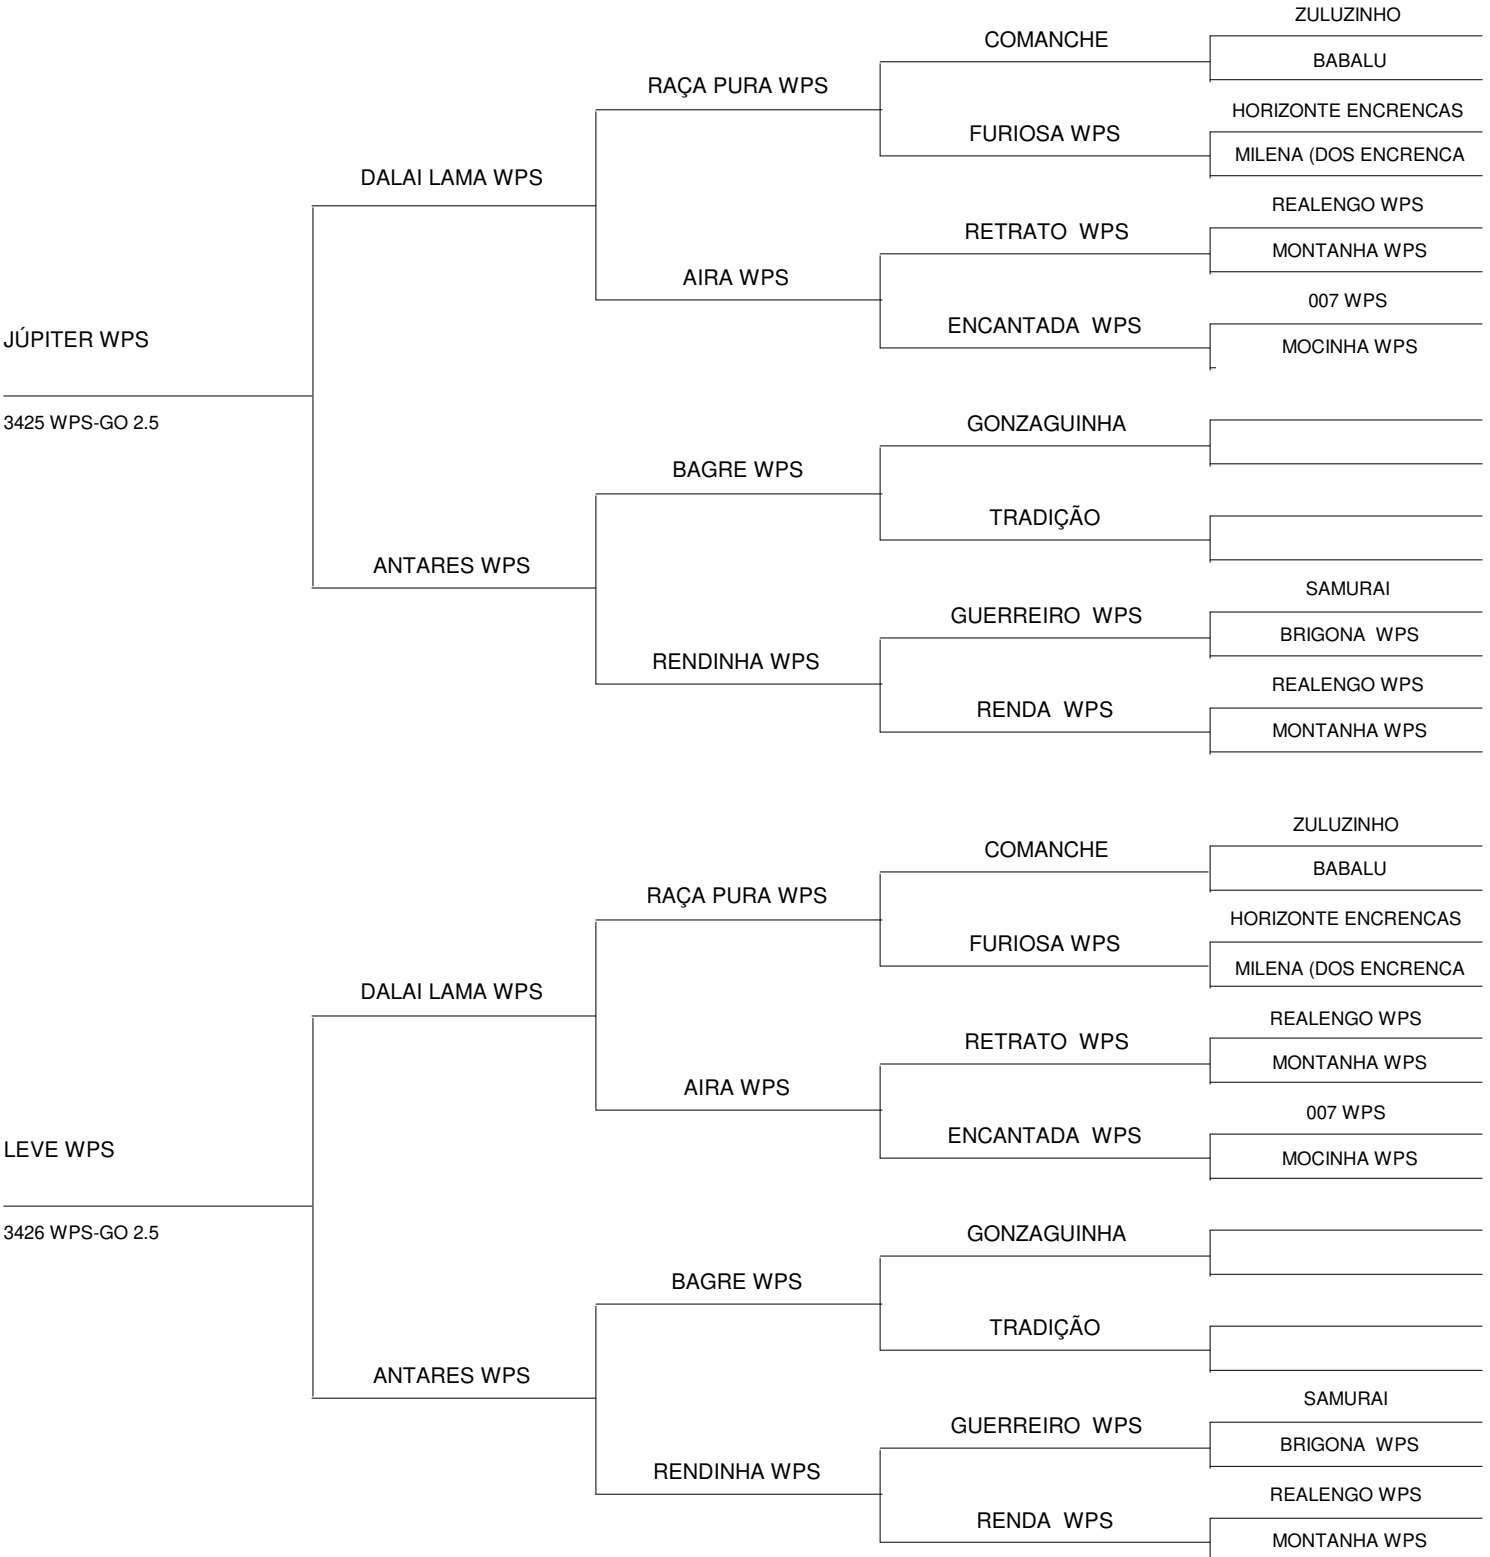 ZULUZINHO
COMANCHE
BABALU
RAÇA PURA WPS
HORIZONTE ENCRENCAS
FURIOSA WPS
MILENA (DOS ENCRENCA
DALAI LAMA WPS
REALENGO WPS
RETRATO WPS
MONTANHA WPS
AIRA WPS
007 WPS
ENCANTADA WPS
MOCINHA WPS
JÚPITER WPS
3425 WPS-GO 2.5
GONZAGUINHA
BAGRE WPS
TRADIÇÃO
ANTARES WPS
SAMURAI
GUERREIRO WPS
BRIGONA WPS
RENDINHA WPS
REALENGO WPS
RENDA WPS
MONTANHA WPS
ZULUZINHO
COMANCHE
BABALU
RAÇA PURA WPS
HORIZONTE ENCRENCAS
FURIOSA WPS
MILENA (DOS ENCRENCA
DALAI LAMA WPS
REALENGO WPS
RETRATO WPS
MONTANHA WPS
AIRA WPS
007 WPS
ENCANTADA WPS
MOCINHA WPS
LEVE WPS
3426 WPS-GO 2.5
GONZAGUINHA
BAGRE WPS
TRADIÇÃO
ANTARES WPS
SAMURAI
GUERREIRO WPS
BRIGONA WPS
RENDINHA WPS
REALENGO WPS
RENDA WPS
MONTANHA WPS